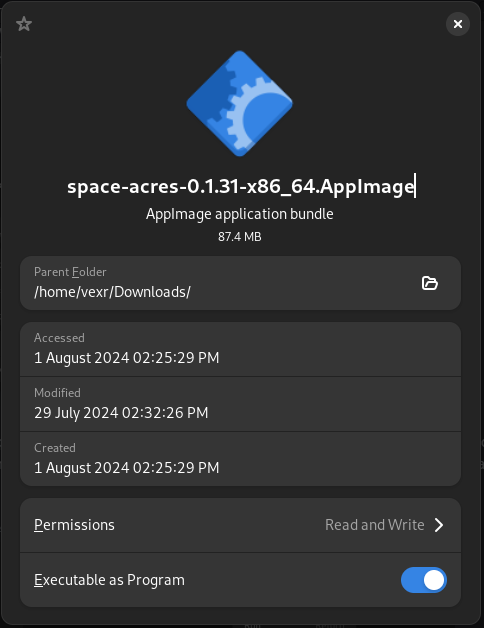 space-acres-0.1.31-x86_64.AppImage
AppImage application bundle
87.4 MB
Parent Folder
/home/vexr/Downloads/
Accessed
1 August 2024 02:25:29 PM
Modified
29 July 2024 02:32:26 PM
Created
1 August 2024 02:25:29 PM
Permissions Read and Write
Executable as Program